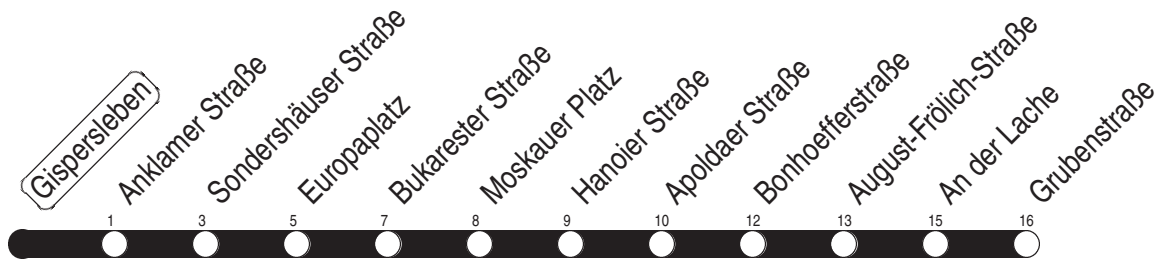 Gispersleben
Anklamer Straße
Sondershäuser Straße
Europaplatz
Bukarester Straße
Moskauer Platz
Hanoier Straße
Apoldaer Straße
Bonhoefferstraße
August-Frölich-Straße
An der Lache
Grubenstraße
1 3 5 7 8 9 10 12 13 15 16